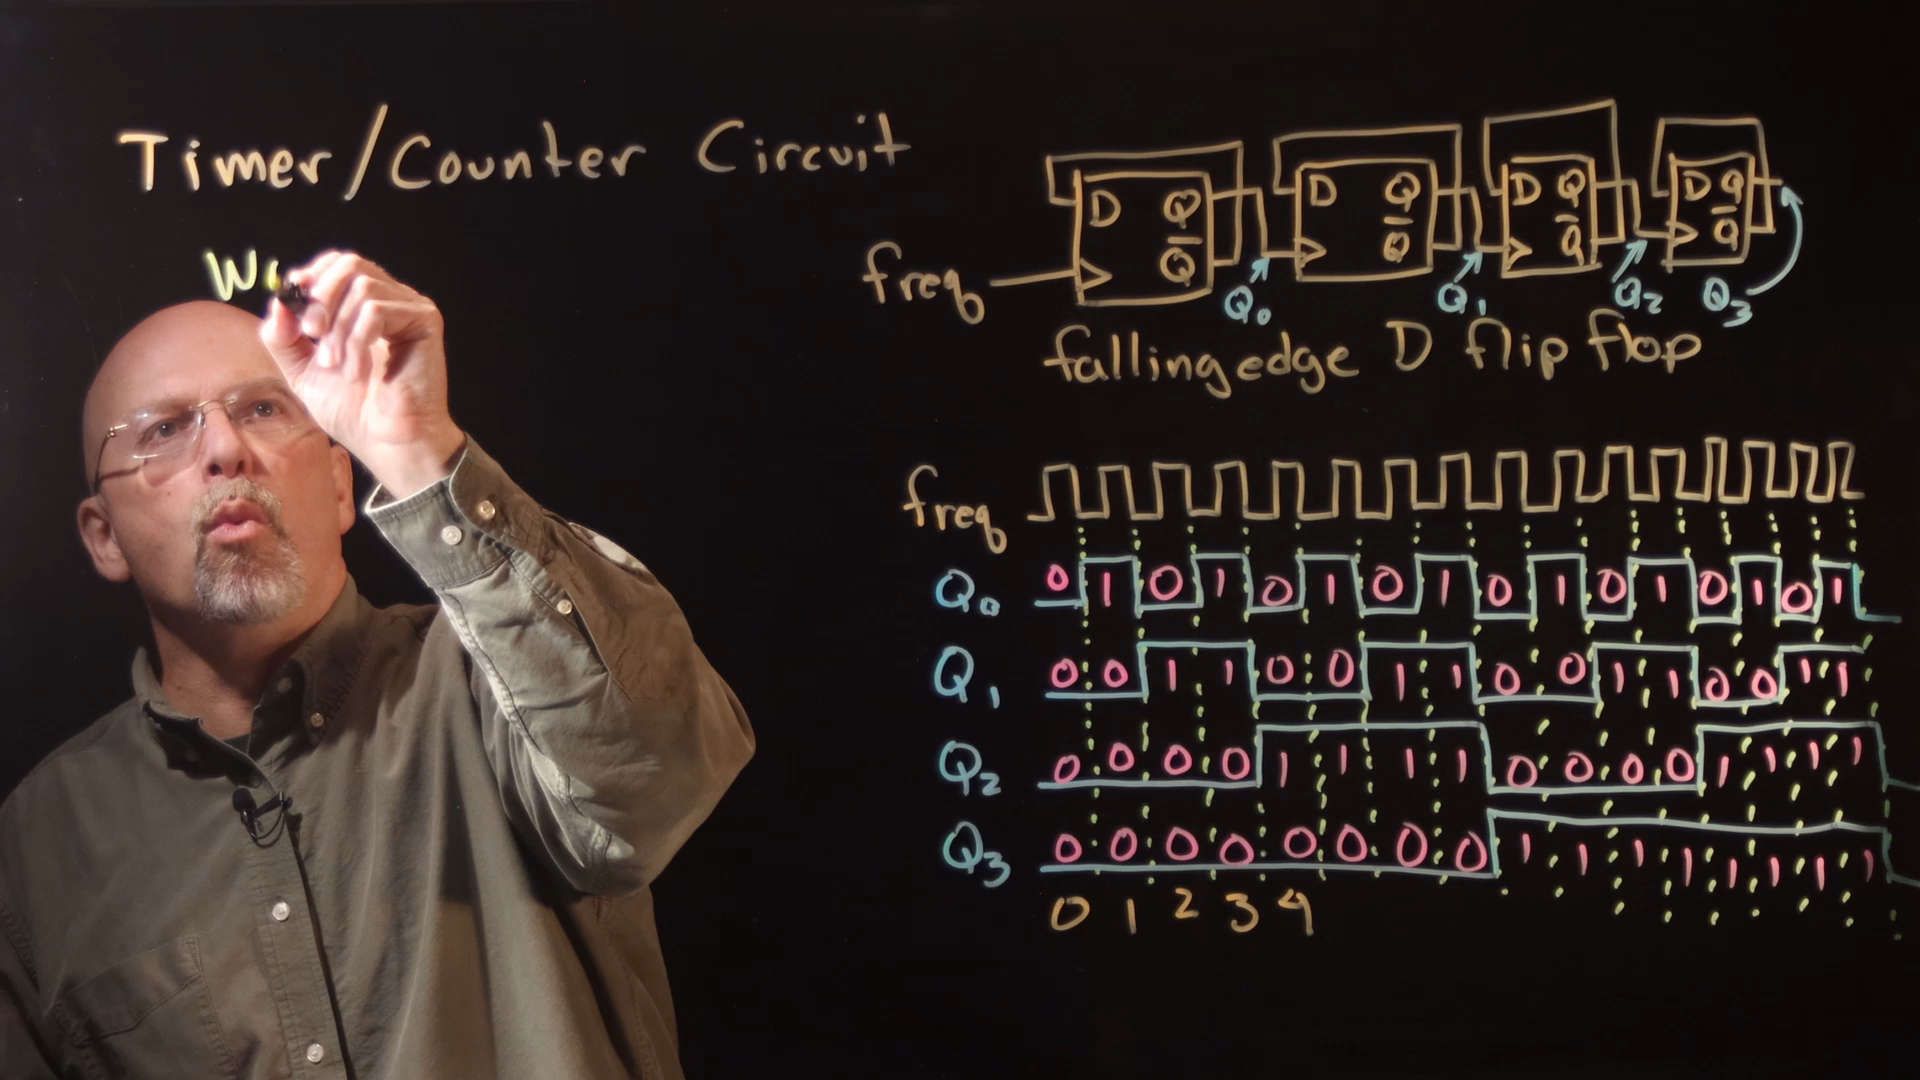 Timer/Counter Circuit
D Q Q D Q Q D Q Q D Q Q
freq
Q0 Q1 Q2 Q3
falling edge D flip flop
freq
Q0 0 1 0 1 0 1 0 1 0 1 0 1 0 1 0 1
Q1 0 0 1 1 0 0 1 1 0 0 1 1 0 0 1 1
Q2 0 0 0 0 1 1 1 1 0 0 0 0 1 1 1 1
Q3 0 0 0 0 0 0 0 0 1 1 1 1 1 1 1 1
0 1 2 3 4